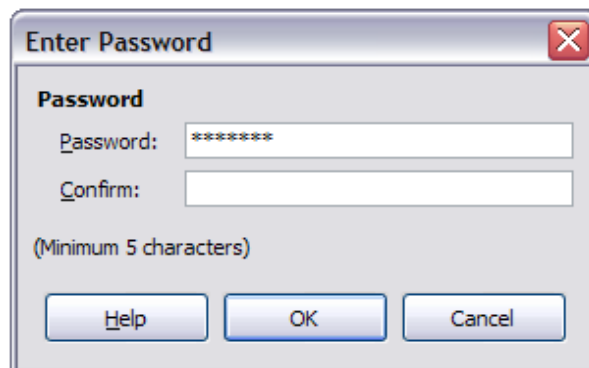 Enter Password
Password
Password: *******
Confirm:
(Minimum 5 characters)
Help OK Cancel